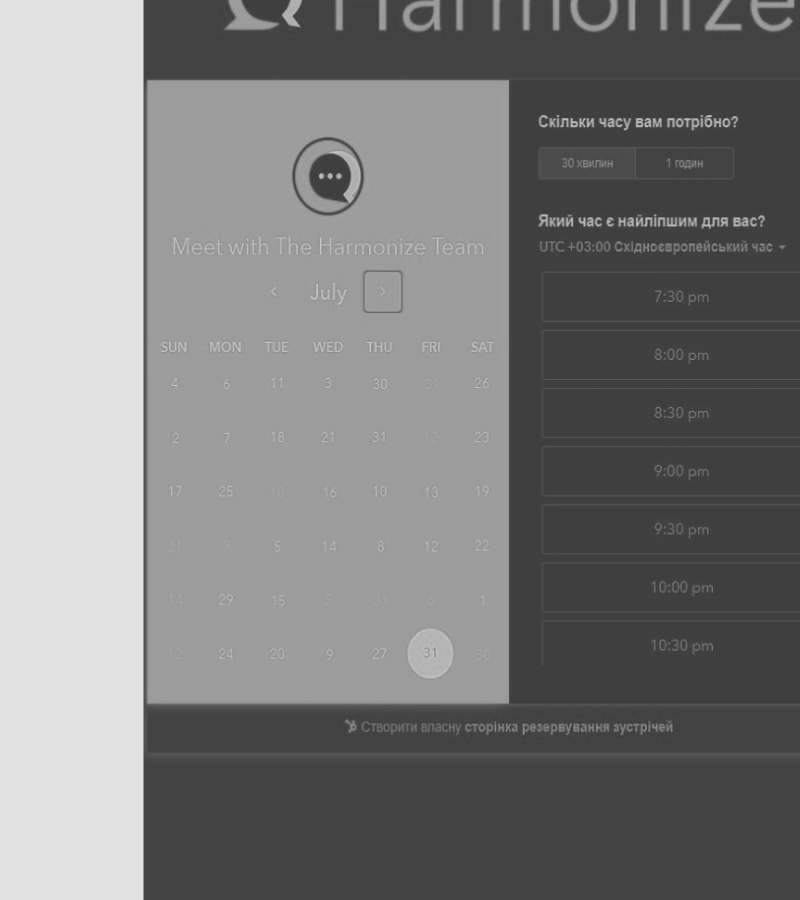 Harmonize
Meet with The Harmonize Team
July
SUN MON TUE WED THU FRI SAT
4 6 11 3 30 31 26
2 7 18 21 31 12 23
17 25 18 16 10 13 19
21 9 5 14 8 12 22
14 29 15 5 31 6 1
12 24 20 9 27 31 30
Скільки часу вам потрібно?
30 хвилин 1 годин
Який час є найліпшим для вас?
UTC +03:00 Східноєвропейський час
7:30 pm
8:00 pm
8:30 pm
9:00 pm
9:30 pm
10:00 pm
10:30 pm
Створити власну сторінка резервування зустрічей